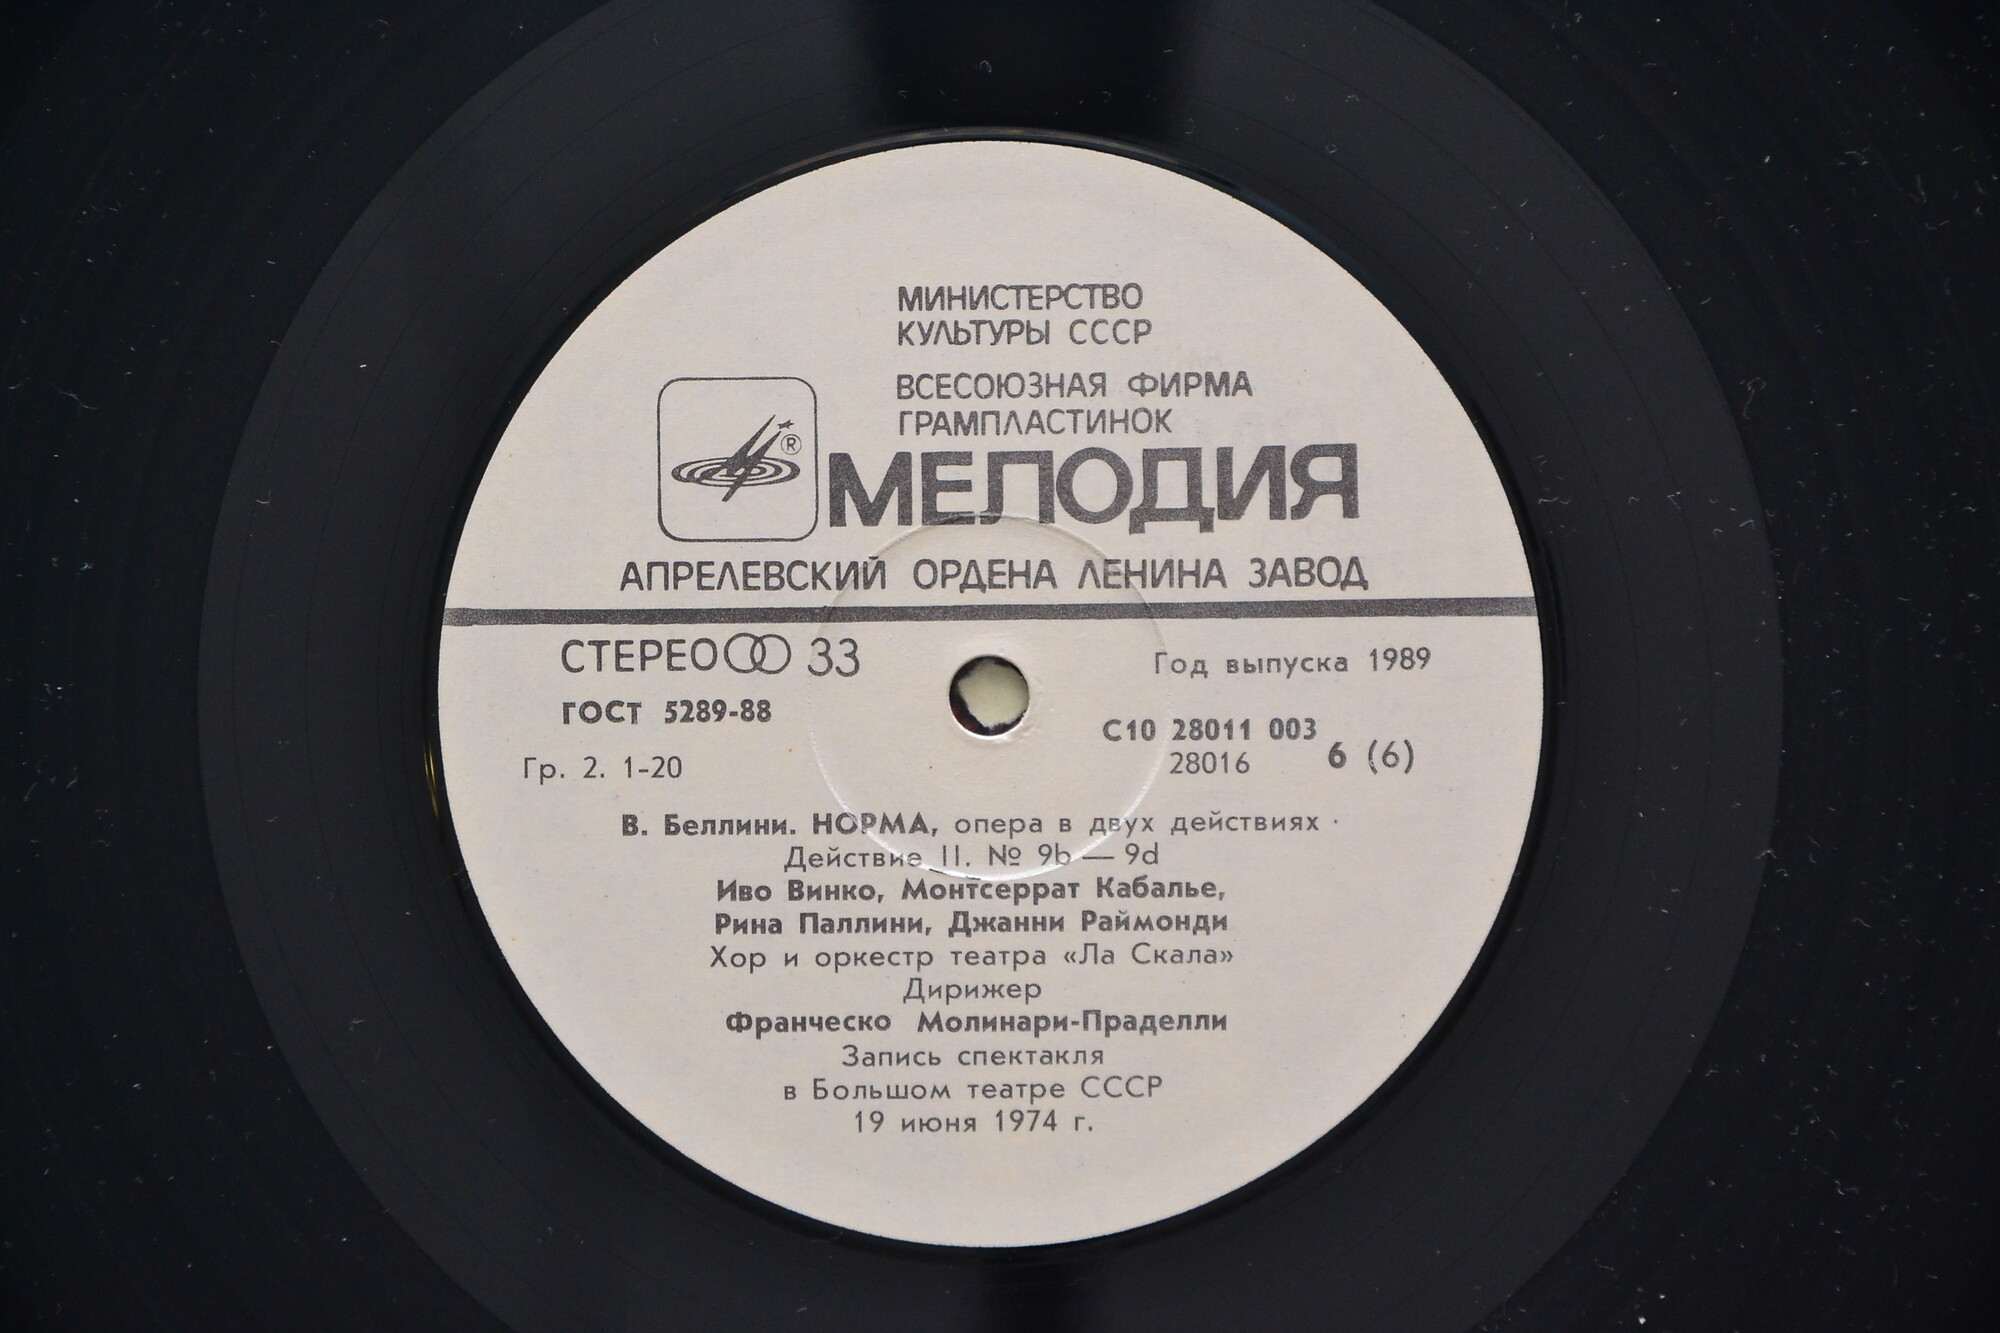 МИНИСТЕРСТВО
КУЛЬТУРЫ СССР
ВСЕСОЮЗНАЯ ФИРМА
ГРАМПЛАСТИНОК
®
МЕЛОДИЯ
АПРЕЛЕВСКИЙ ОРДЕНА ЛЕНИНА ЗАВОД
СТЕРЕО 33
Год выпуска 1989
ГОСТ 5289-88
С10 28011 003
28016
6 (6)
Гр. 2. 1-20
В. Беллини. НОРМА, опера в двух действиях
Действие II. № 9b — 9d
Иво Винко, Монтсеррат Кабалье,
Рина Паллини, Джанни Раймонди
Хор и оркестр театра «Ла Скала»
Дирижер
Франческо Молинари-Праделли
Запись спектакля
в Большом театре СССР
19 июня 1974 г.